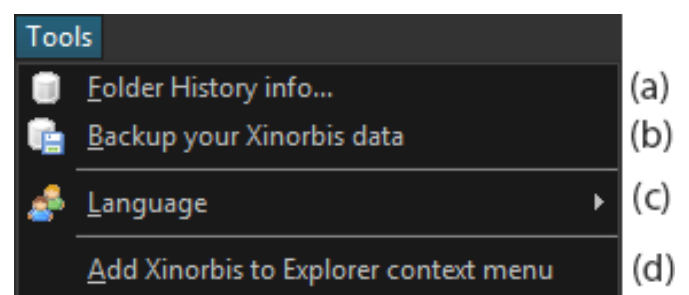 Tools
Folder History info... (a)
Backup your Xinorbis data (b)
Language (c)
Add Xinorbis to Explorer context menu (d)